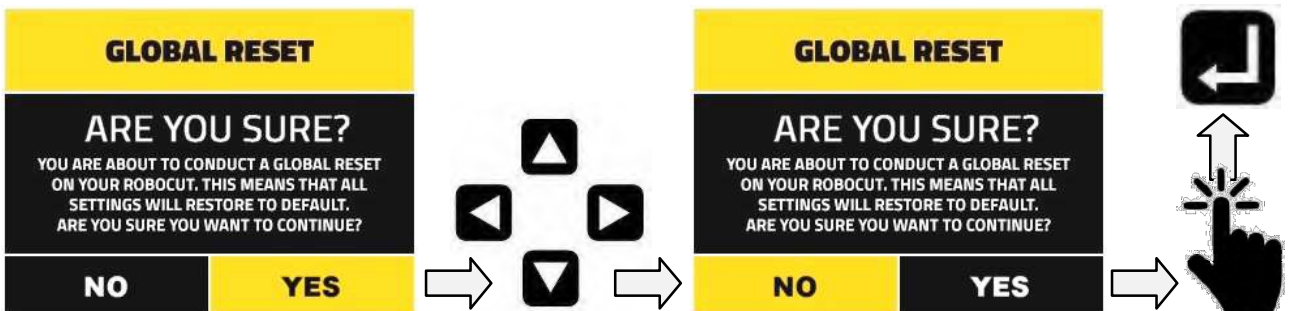 GLOBAL RESET
ARE YOU SURE?
YOU ARE ABOUT TO CONDUCT A GLOBAL RESET
ON YOUR ROBOCUT. THIS MEANS THAT ALL
SETTINGS WILL RESTORE TO DEFAULT.
ARE YOU SURE YOU WANT TO CONTINUE?
NO YES
GLOBAL RESET
ARE YOU SURE?
YOU ARE ABOUT TO CONDUCT A GLOBAL RESET
ON YOUR ROBOCUT. THIS MEANS THAT ALL
SETTINGS WILL RESTORE TO DEFAULT.
ARE YOU SURE YOU WANT TO CONTINUE?
NO YES